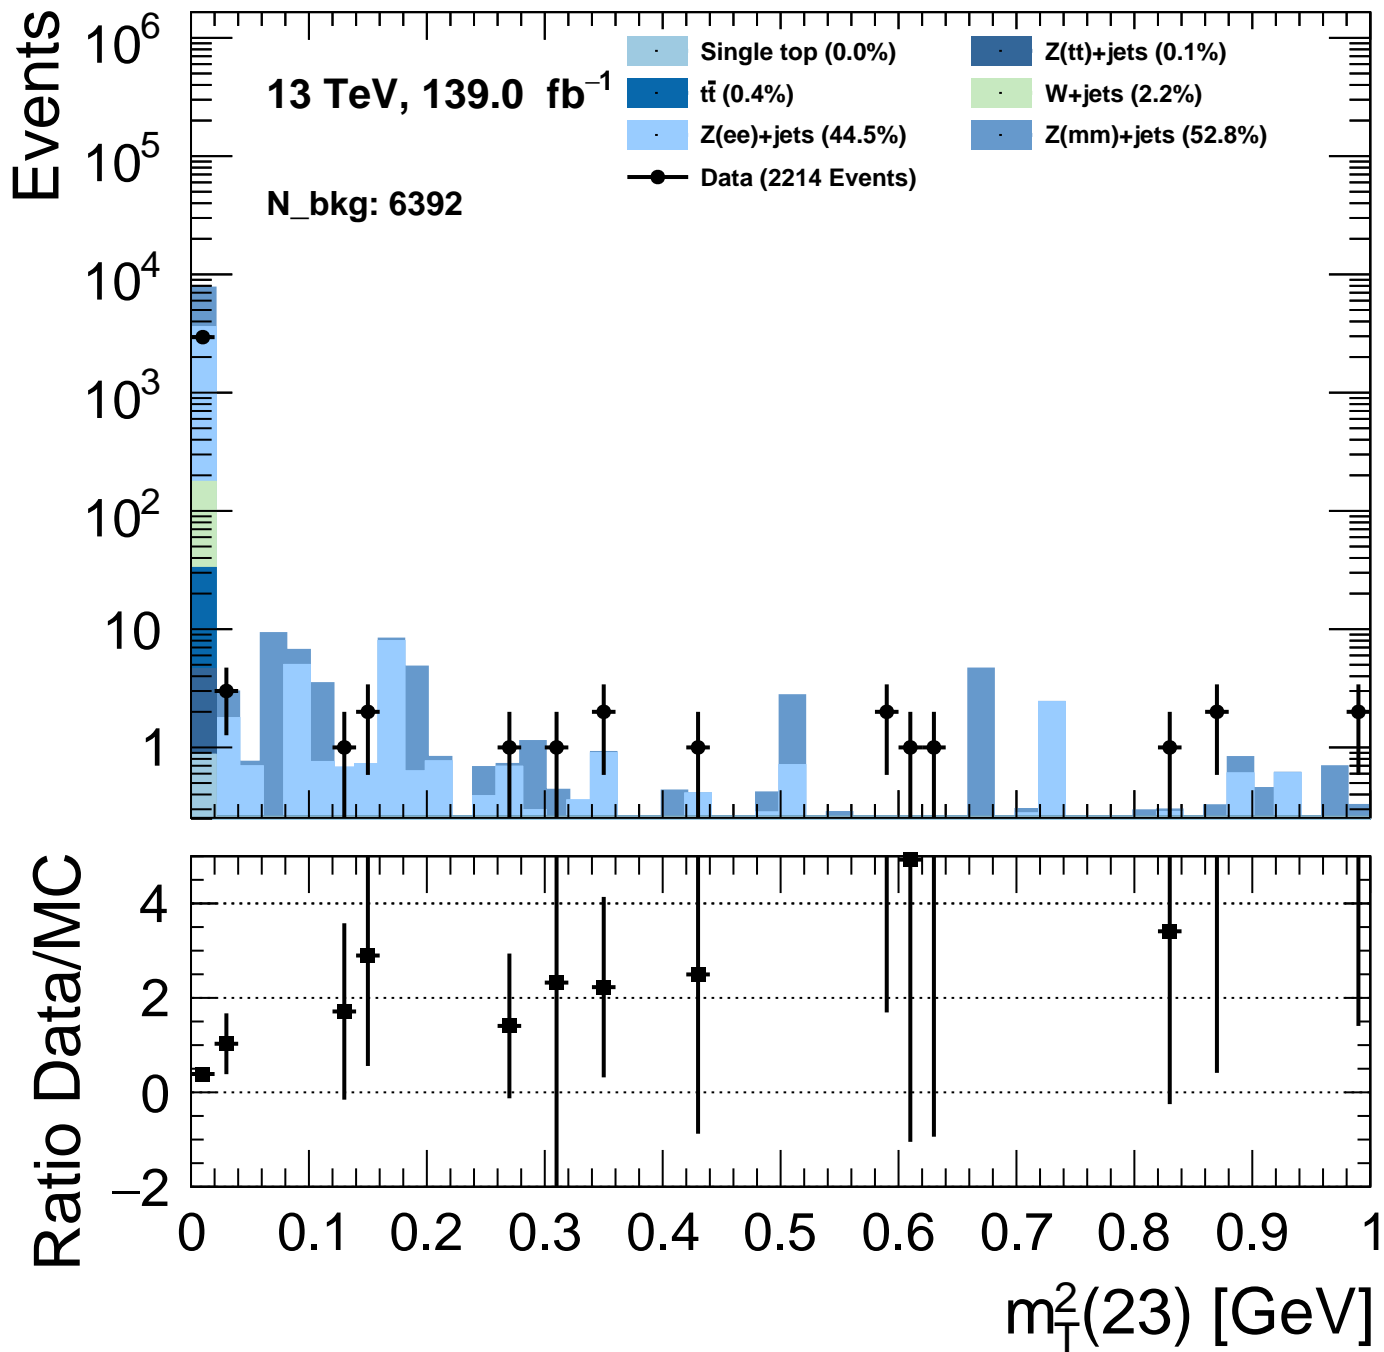 Events
10⁶
10⁵
10⁴
10³
10²
10
1
13 TeV, 139.0 fb⁻¹
N_bkg: 6392
Single top (0.0%)
Z(tt)+jets (0.1%)
tt̄ (0.4%)
W+jets (2.2%)
Z(ee)+jets (44.5%)
Z(mm)+jets (52.8%)
Data (2214 Events)
Ratio Data/MC
4
2
0
−2
0 0.1 0.2 0.3 0.4 0.5 0.6 0.7 0.8 0.9 1
m²_T(23) [GeV]